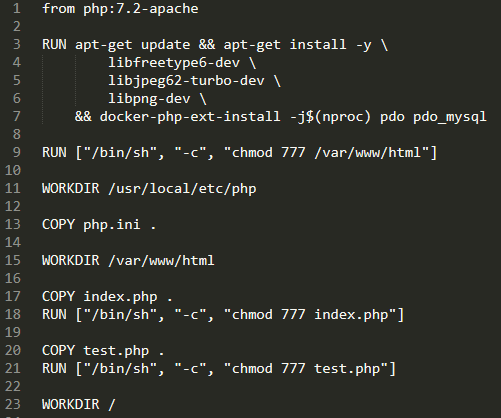 1 from php:7.2-apache
2
3 RUN apt-get update && apt-get install -y \
4 libfreetype6-dev \
5 libjpeg62-turbo-dev \
6 libpng-dev \
7 && docker-php-ext-install -j$(nproc) pdo pdo_mysql
8
9 RUN ["/bin/sh", "-c", "chmod 777 /var/www/html"]
10
11 WORKDIR /usr/local/etc/php
12
13 COPY php.ini .
14
15 WORKDIR /var/www/html
16
17 COPY index.php .
18 RUN ["/bin/sh", "-c", "chmod 777 index.php"]
19
20 COPY test.php .
21 RUN ["/bin/sh", "-c", "chmod 777 test.php"]
22
23 WORKDIR /